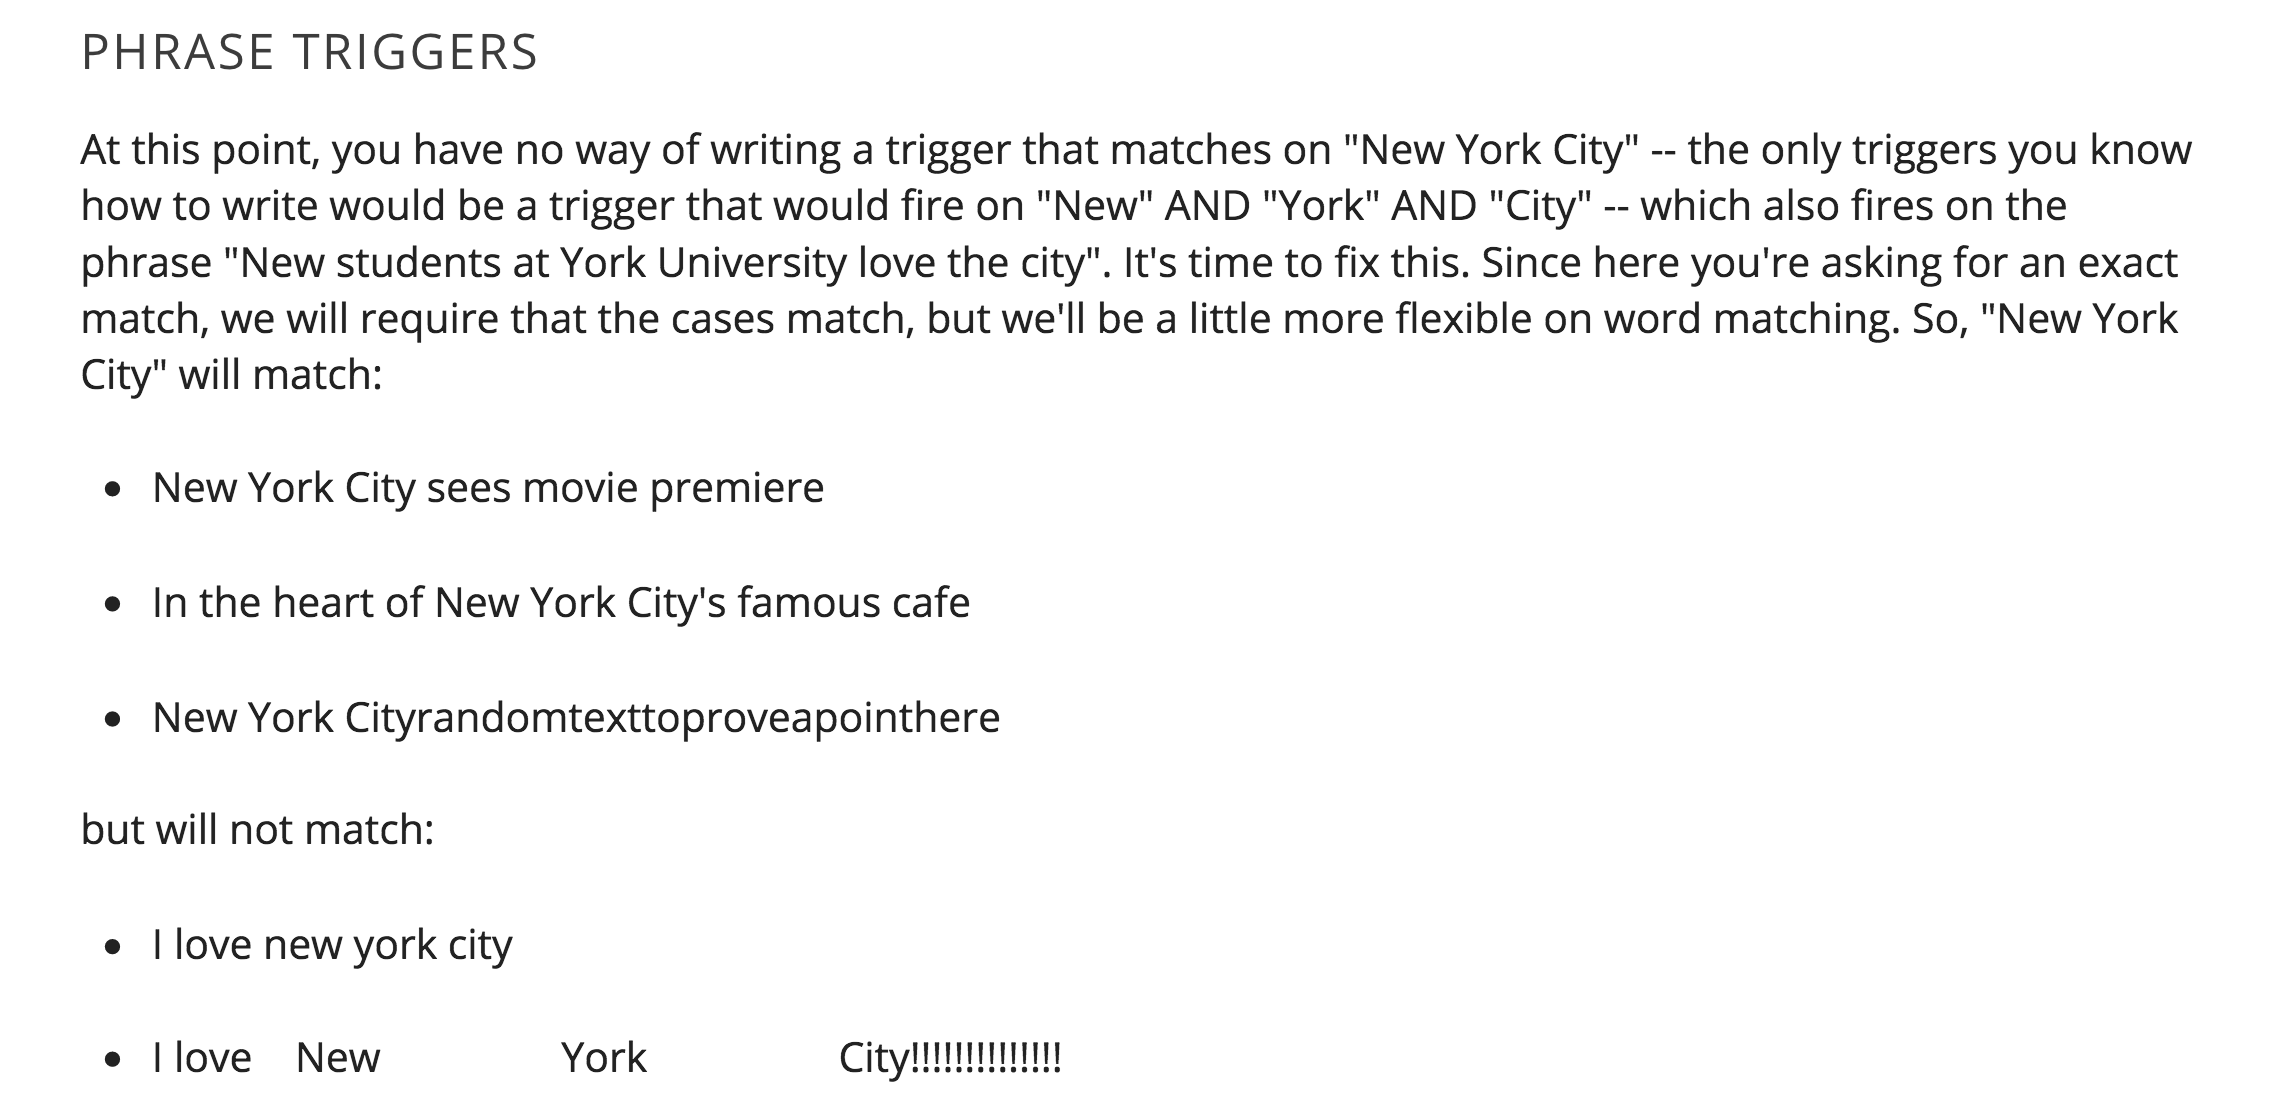 PHRASE TRIGGERS
At this point, you have no way of writing a trigger that matches on "New York City" -- the only triggers you know
how to write would be a trigger that would fire on "New" AND "York" AND "City" -- which also fires on the
phrase "New students at York University love the city". It's time to fix this. Since here you're asking for an exact
match, we will require that the cases match, but we'll be a little more flexible on word matching. So, "New York
City" will match:
• New York City sees movie premiere
• In the heart of New York City's famous cafe
• New York Cityrandomtexttoproveapointhere
but will not match:
• I love new york city
• I love    New                York                City!!!!!!!!!!!!!!